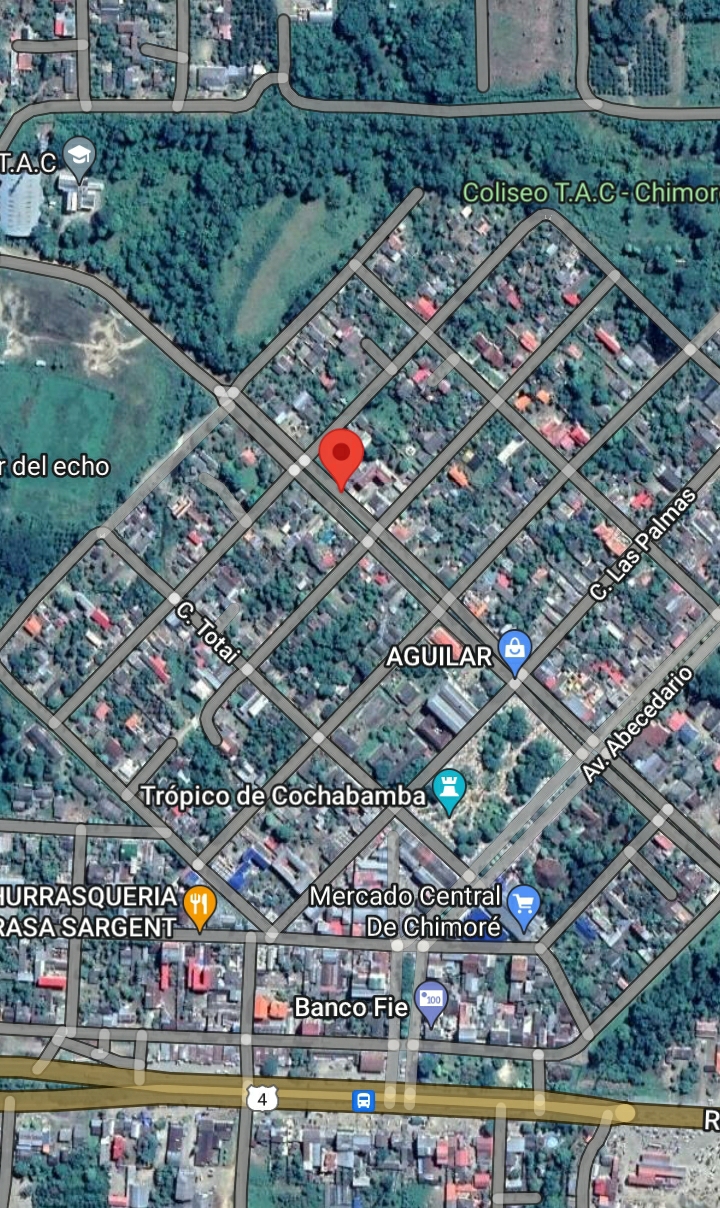 T.A.C
Coliseo T.A.C - Chimor
r del echo
C. Las Palmas
C. Totai
AGUILAR
Av. Abecedario
Trópico de Cochabamba
HURRASQUERIA
RASA SARGENT
Mercado Central
De Chimoré
100
Banco Fie
4
R